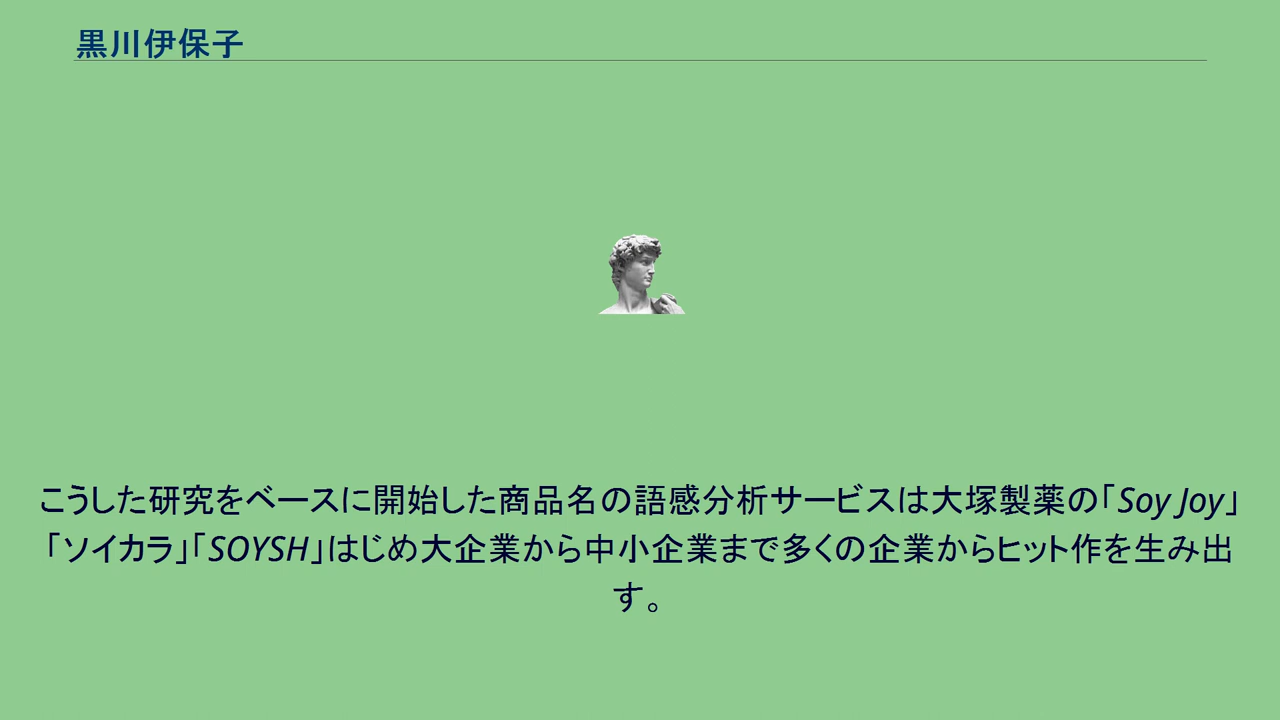 黒川伊保子
こうした研究をベースに開始した商品名の語感分析サービスは大塚製薬の「Soy Joy」
「ソイカラ」「SOYSH」はじめ大企業から中小企業まで多くの企業からヒット作を生み出
す。